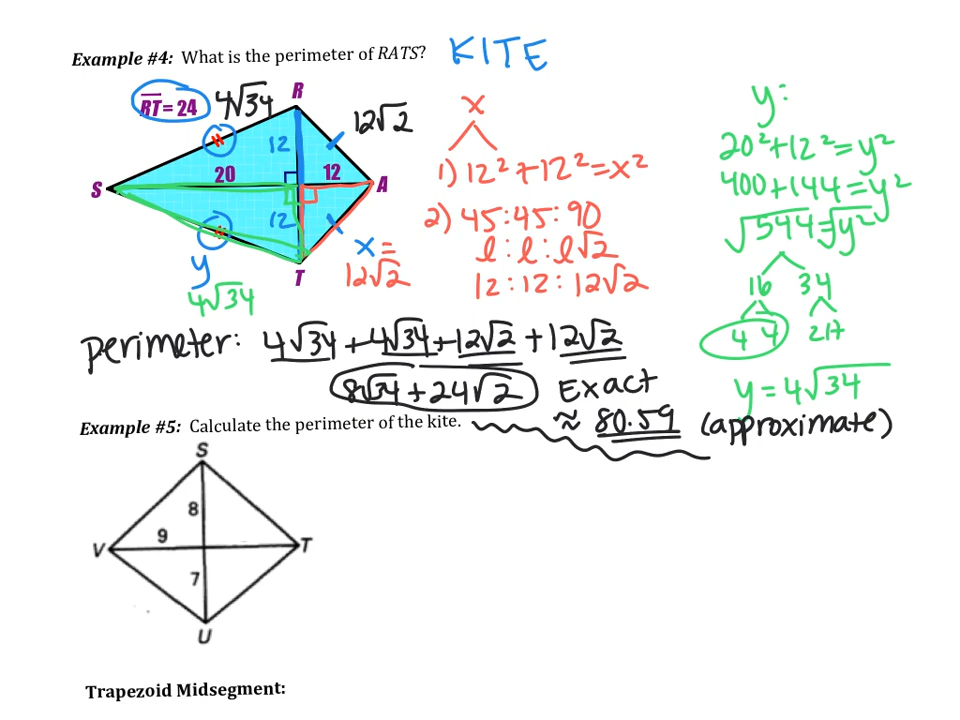 Example #4: What is the perimeter of RATS? KITE
RT = 24
4√34
R
12√2
12
20
12
S
A
12
y
4√34
T
x =
12√2
x
1) 12² + 12² = x²
2) 45 : 45 : 90
l : l : l√2
12 : 12 : 12√2
y:
20² + 12² = y²
400 + 144 = y²
√544 = √y²
16 34
4 4 2 17
y = 4√34
perimeter: 4√34 + 4√34 + 12√2 + 12√2
8√34 + 24√2 Exact
≈ 80.59 (approximate)
Example #5: Calculate the perimeter of the kite.
S
8
9
V
T
7
U
Trapezoid Midsegment: